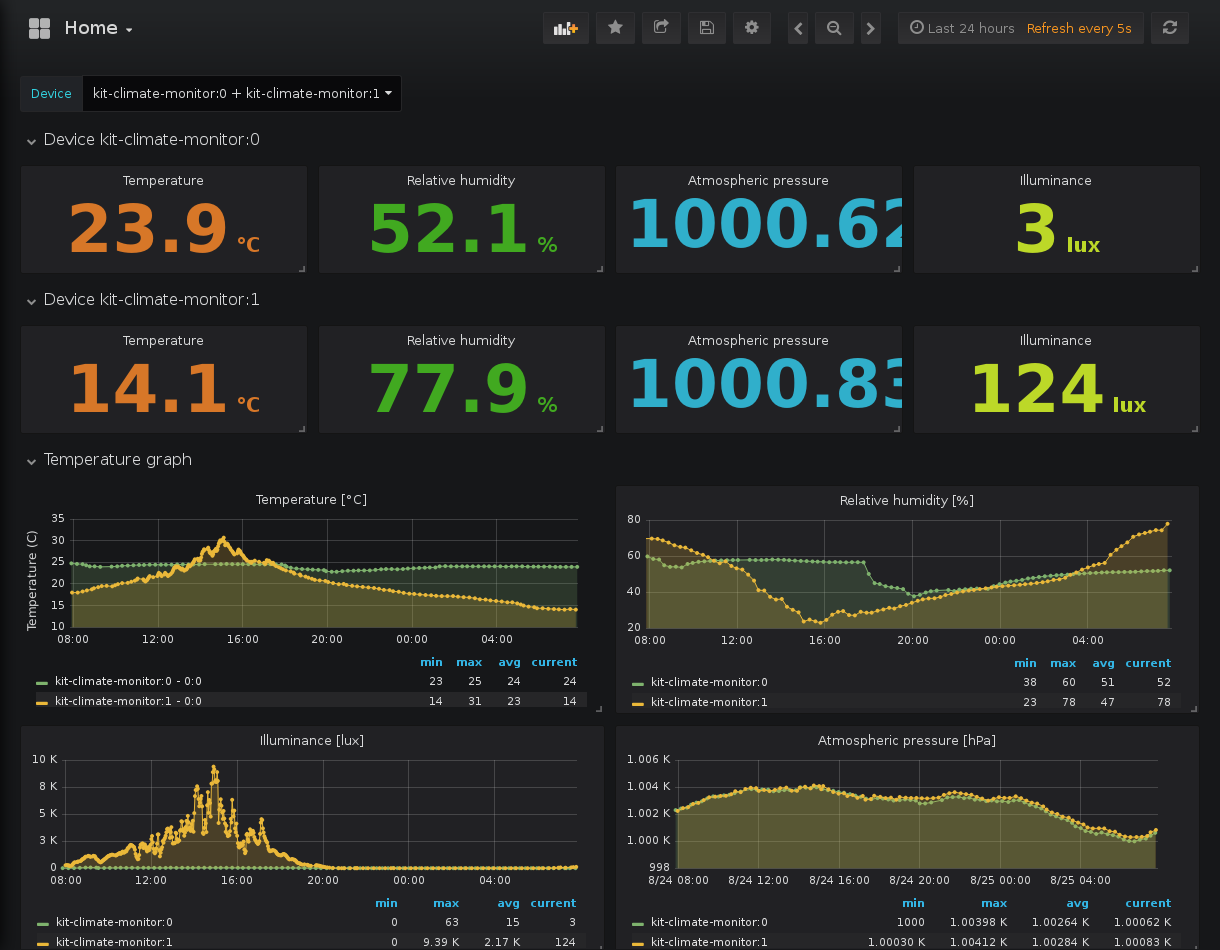 Home
Last 24 hours Refresh every 5s
Device kit-climate-monitor:0 + kit-climate-monitor:1
Device kit-climate-monitor:0
Temperature Relative humidity Atmospheric pressure Illuminance
23.9 °C 52.1 % 1000.62 3 lux
Device kit-climate-monitor:1
Temperature Relative humidity Atmospheric pressure Illuminance
14.1 °C 77.9 % 1000.83 124 lux
Temperature graph
Temperature [°C]
Temperature (C)
35
30
25
20
15
10
08:00 12:00 16:00 20:00 00:00 04:00
min max avg current
kit-climate-monitor:0 - 0:0 23 25 24 24
kit-climate-monitor:1 - 0:0 14 31 23 14
Relative humidity [%]
80
60
40
20
08:00 12:00 16:00 20:00 00:00 04:00
min max avg current
kit-climate-monitor:0 38 60 51 52
kit-climate-monitor:1 23 78 47 78
Illuminance [lux]
10 K
8 K
5 K
3 K
0
08:00 12:00 16:00 20:00 00:00 04:00
min max avg current
kit-climate-monitor:0 0 63 15 3
kit-climate-monitor:1 0 9.39 K 2.17 K 124
Atmospheric pressure [hPa]
1.006 K
1.004 K
1.002 K
1.000 K
998
8/24 08:00 8/24 12:00 8/24 16:00 8/24 20:00 8/25 00:00 8/25 04:00
min max avg current
kit-climate-monitor:0 1000 1.00398 K 1.00264 K 1.00062 K
kit-climate-monitor:1 1.00030 K 1.00412 K 1.00284 K 1.00083 K